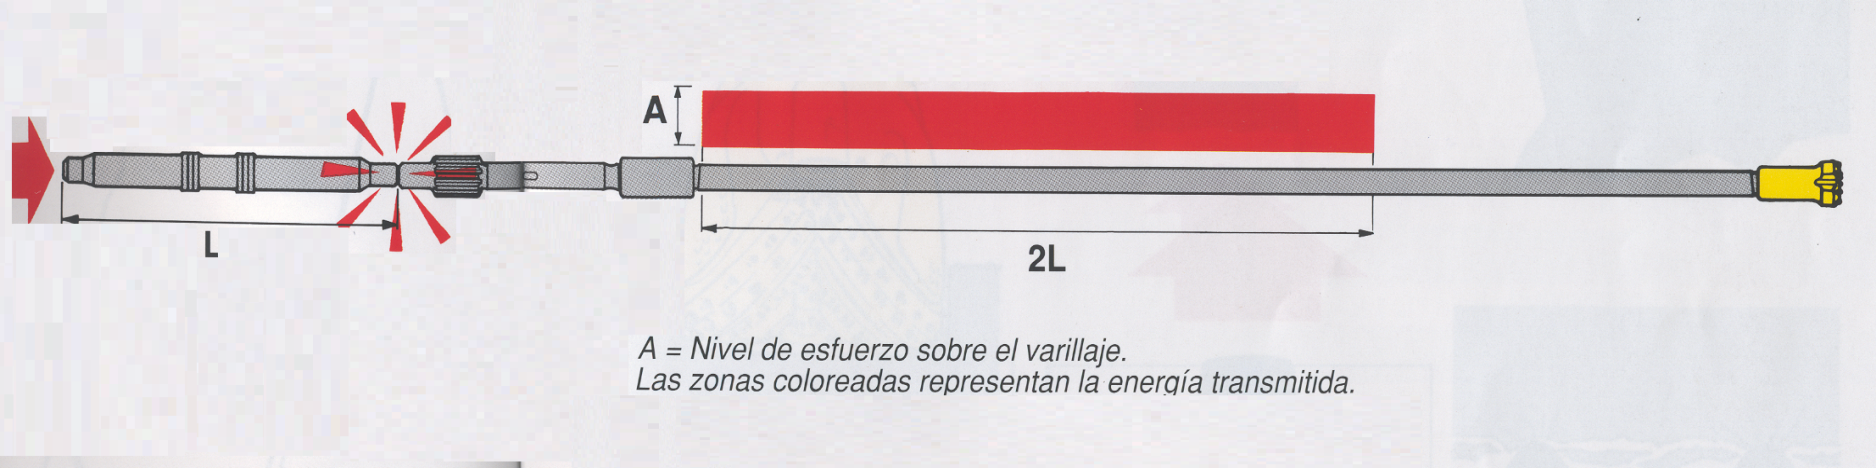 A
L
2L
A = Nivel de esfuerzo sobre el varillaje.
Las zonas coloreadas representan la energía transmitida.